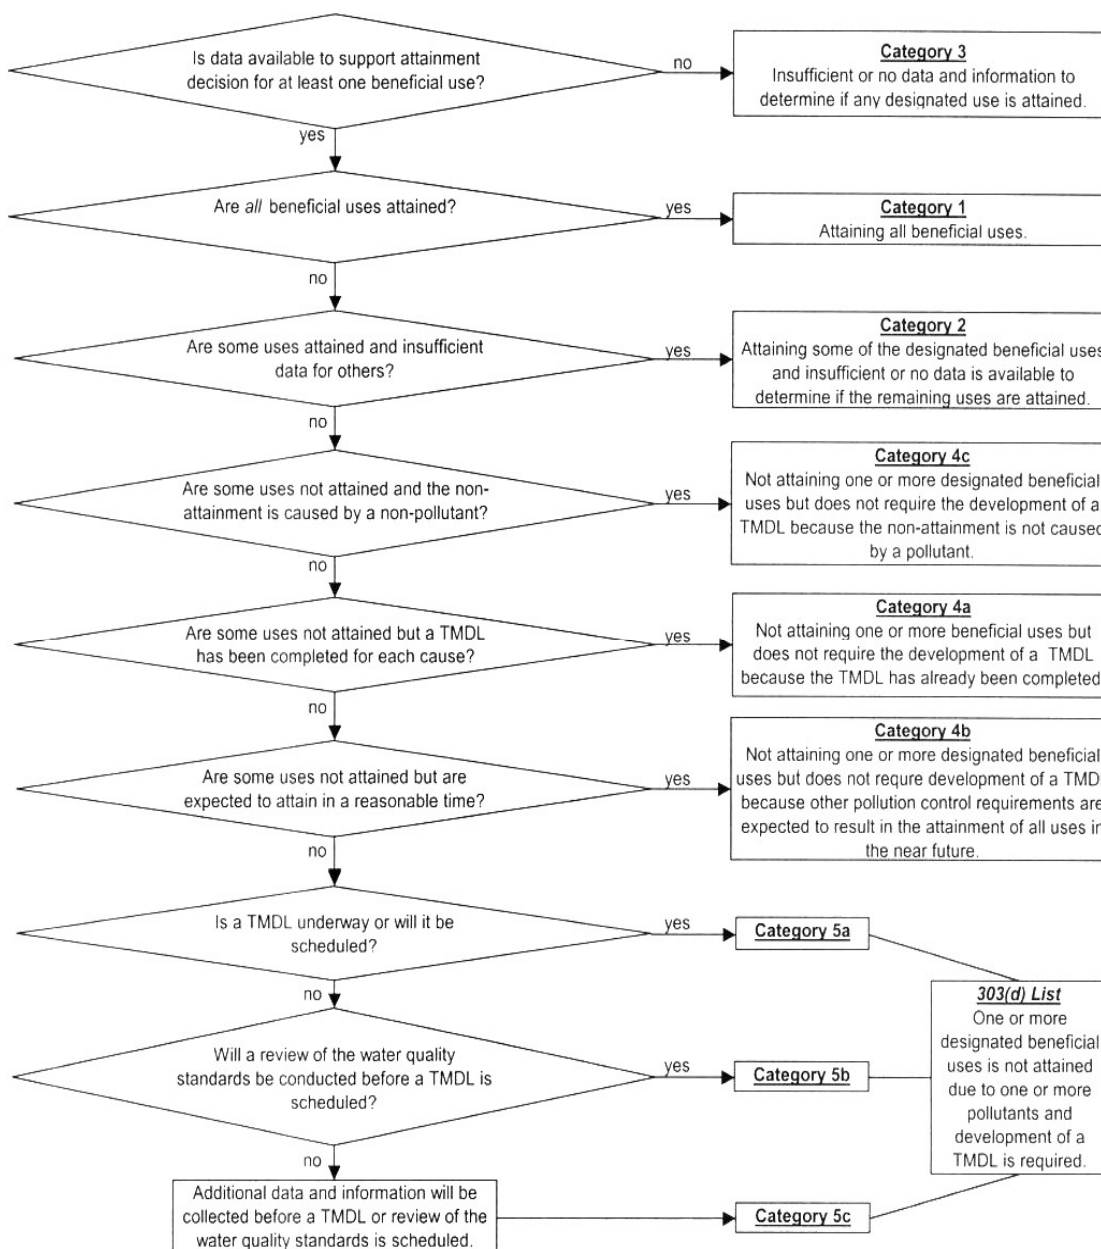 Is data available to support attainment
decision for at least one beneficial use?
no
Category 3
Insufficient or no data and information to
determine if any designated use is attained.
yes
Are all beneficial uses attained?
yes
Category 1
Attaining all beneficial uses.
no
Are some uses attained and insufficient
data for others?
yes
Category 2
Attaining some of the designated beneficial uses
and insufficient or no data is available to
determine if the remaining uses are attained.
no
Are some uses not attained and the non-
attainment is caused by a non-pollutant?
yes
Category 4c
Not attaining one or more designated beneficial
uses but does not require the development of a
TMDL because the non-attainment is not caused
by a pollutant.
no
Are some uses not attained but a TMDL
has been completed for each cause?
yes
Category 4a
Not attaining one or more beneficial uses but
does not require the development of a TMDL
because the TMDL has already been completed
no
Are some uses not attained but are
expected to attain in a reasonable time?
yes
Category 4b
Not attaining one or more designated beneficial
uses but does not requre development of a TMD
because other pollution control requirements are
expected to result in the attainment of all uses in
the near future.
no
Is a TMDL underway or will it be
scheduled?
yes
Category 5a
no
Will a review of the water quality
standards be conducted before a TMDL is
scheduled?
yes
Category 5b
303(d) List
One or more
designated beneficial
uses is not attained
due to one or more
pollutants and
development of a
TMDL is required.
no
Additional data and information will be
collected before a TMDL or review of the
water quality standards is scheduled.
Category 5c